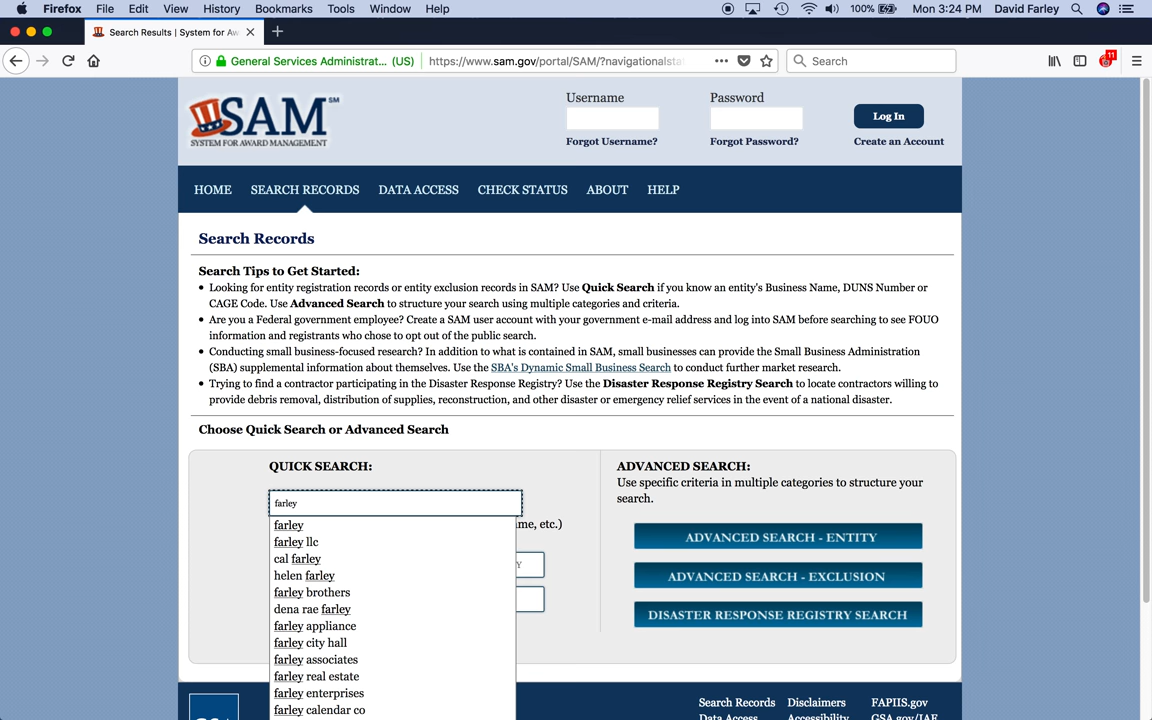 Firefox File Edit View History Bookmarks Tools Window Help 100% Mon 3:24 PM David Farley
Search Results | System for Aw
General Services Administrat... (US) https://www.sam.gov/portal/SAM/?navigationalsta Search 11
SAM SM
SYSTEM FOR AWARD MANAGEMENT
Username Password
Log In
Forgot Username? Forgot Password? Create an Account
HOME SEARCH RECORDS DATA ACCESS CHECK STATUS ABOUT HELP
Search Records
Search Tips to Get Started:
• Looking for entity registration records or entity exclusion records in SAM? Use Quick Search if you know an entity's Business Name, DUNS Number or
CAGE Code. Use Advanced Search to structure your search using multiple categories and criteria.
• Are you a Federal government employee? Create a SAM user account with your government e-mail address and log into SAM before searching to see FOUO
information and registrants who chose to opt out of the public search.
• Conducting small business-focused research? In addition to what is contained in SAM, small businesses can provide the Small Business Administration
(SBA) supplemental information about themselves. Use the SBA's Dynamic Small Business Search to conduct further market research.
• Trying to find a contractor participating in the Disaster Response Registry? Use the Disaster Response Registry Search to locate contractors willing to
provide debris removal, distribution of supplies, reconstruction, and other disaster or emergency relief services in the event of a national disaster.
Choose Quick Search or Advanced Search
QUICK SEARCH:
farley
me, etc.)
Y
farley
farley llc
cal farley
helen farley
farley brothers
dena rae farley
farley appliance
farley city hall
farley associates
farley real estate
farley enterprises
farley calendar co
ADVANCED SEARCH:
Use specific criteria in multiple categories to structure your
search.
ADVANCED SEARCH - ENTITY
ADVANCED SEARCH - EXCLUSION
DISASTER RESPONSE REGISTRY SEARCH
Search Records Disclaimers FAPIIS.gov
Data Access Accessibility GSA.gov/IAE